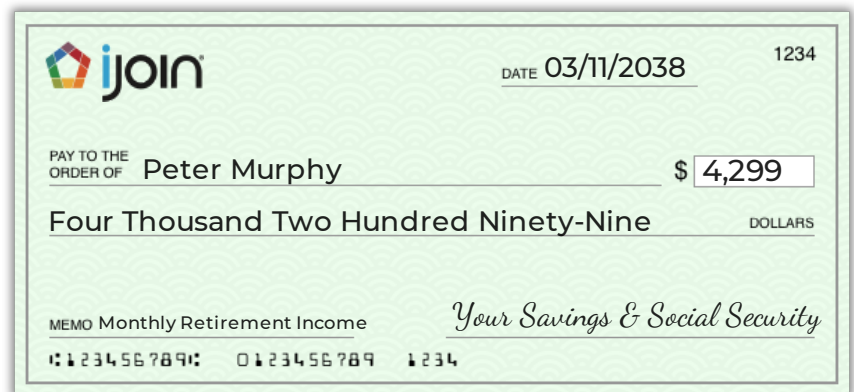 ijoin
DATE 03/11/2038
1234
PAY TO THE
ORDER OF Peter Murphy $ 4,299
Four Thousand Two Hundred Ninety-Nine DOLLARS
Your Savings & Social Security
MEMO Monthly Retirement Income
⑆123456789⑆ 0123456789 1234